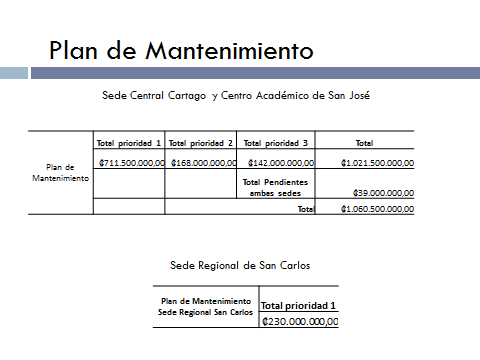 Plan de Mantenimiento
Sede Central Cartago y Centro Académico de San José
Total prioridad 1 Total prioridad 2 Total prioridad 3 Total
Plan de Mantenimiento
₡711.500.000,00 ₡168.000.000,00 ₡142.000.000,00 ₡1.021.500.000,00
Total Pendientes
ambas sedes ₡39.000.000,00
Total ₡1.060.500.000,00
Sede Regional de San Carlos
Plan de Mantenimiento
Sede Regional San Carlos
Total prioridad 1
₡230.000.000,00